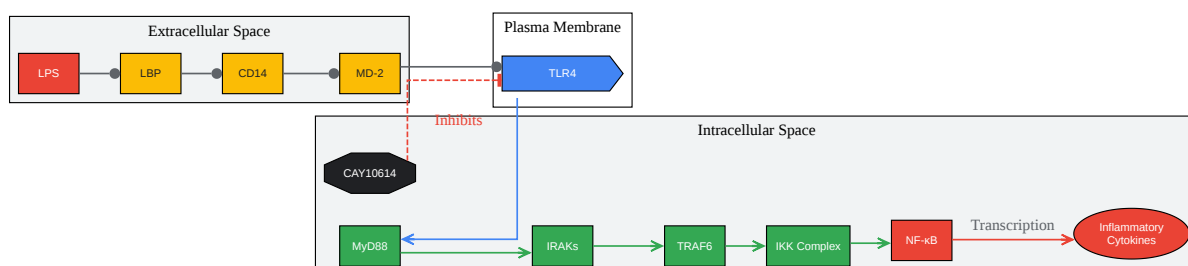 Extracellular Space
Plasma Membrane
LPS
LBP
CD14
MD-2
TLR4
Inhibits
Intracellular Space
CAY10614
MyD88
IRAKs
TRAF6
IKK Complex
NF-κB
Transcription
Inflammatory
Cytokines